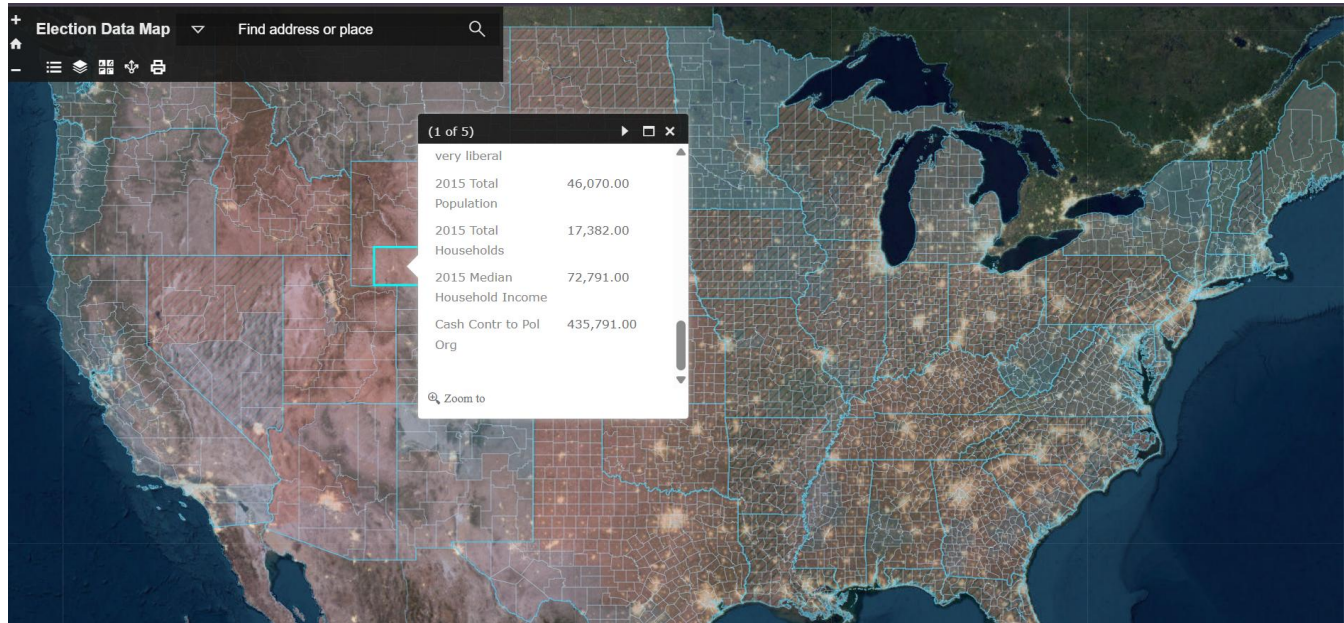 +
Election Data Map Find address or place
−
(1 of 5)
very liberal
2015 Total 46,070.00
Population
2015 Total 17,382.00
Households
2015 Median 72,791.00
Household Income
Cash Contr to Pol 435,791.00
Org
Zoom to